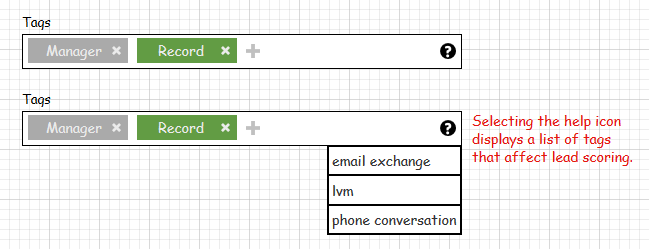 Tags
Manager × Record × + ?
Tags
Manager × Record × + ?
Selecting the help icon
displays a list of tags
that affect lead scoring.
email exchange
lvm
phone conversation